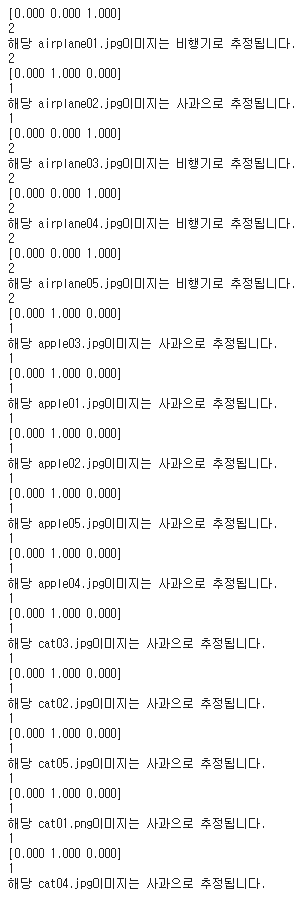 [0.000 0.000 1.000]
2
해당 airplane01.jpg이미지는 비행기로 추정됩니다.
2
[0.000 1.000 0.000]
1
해당 airplane02.jpg이미지는 사과으로 추정됩니다.
1
[0.000 0.000 1.000]
2
해당 airplane03.jpg이미지는 비행기로 추정됩니다.
2
[0.000 0.000 1.000]
2
해당 airplane04.jpg이미지는 비행기로 추정됩니다.
2
[0.000 0.000 1.000]
2
해당 airplane05.jpg이미지는 비행기로 추정됩니다.
2
[0.000 1.000 0.000]
1
해당 apple03.jpg이미지는 사과으로 추정됩니다.
1
[0.000 1.000 0.000]
1
해당 apple01.jpg이미지는 사과으로 추정됩니다.
1
[0.000 1.000 0.000]
1
해당 apple02.jpg이미지는 사과으로 추정됩니다.
1
[0.000 1.000 0.000]
1
해당 apple05.jpg이미지는 사과으로 추정됩니다.
1
[0.000 1.000 0.000]
1
해당 apple04.jpg이미지는 사과으로 추정됩니다.
1
[0.000 1.000 0.000]
1
해당 cat03.jpg이미지는 사과으로 추정됩니다.
1
[0.000 1.000 0.000]
1
해당 cat02.jpg이미지는 사과으로 추정됩니다.
1
[0.000 1.000 0.000]
1
해당 cat05.jpg이미지는 사과으로 추정됩니다.
1
[0.000 1.000 0.000]
1
해당 cat01.png이미지는 사과으로 추정됩니다.
1
[0.000 1.000 0.000]
1
해당 cat04.jpg이미지는 사과으로 추정됩니다.